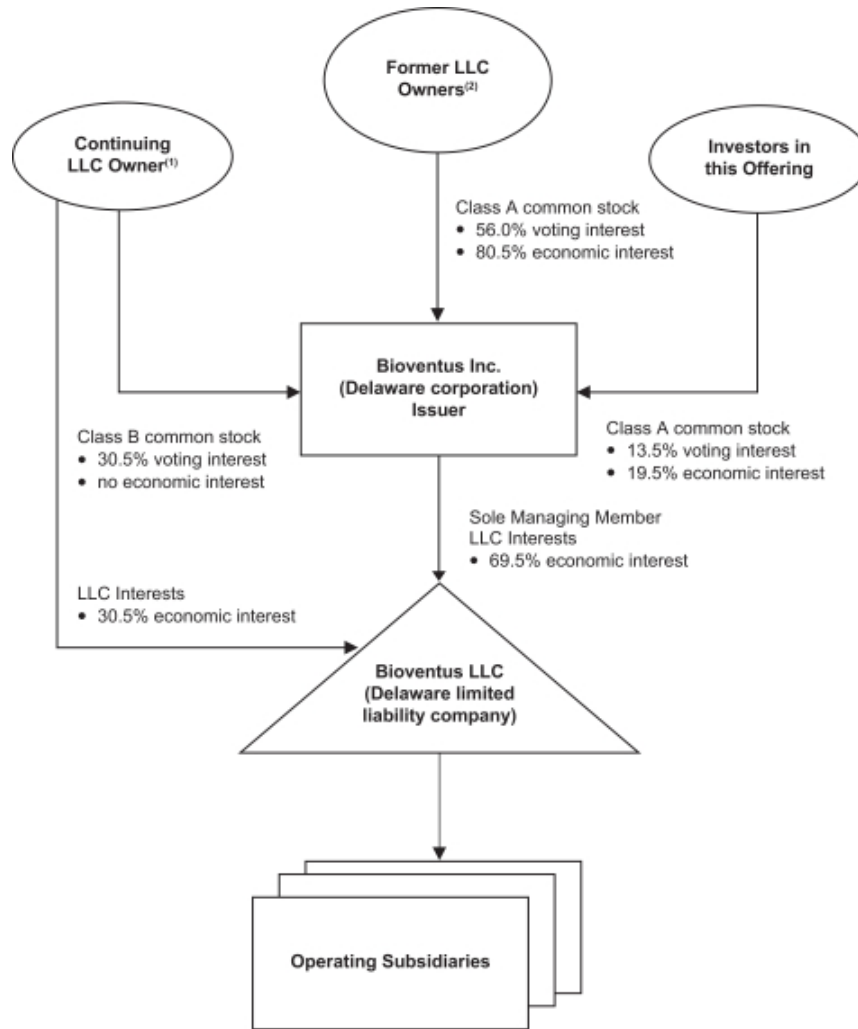 Former LLC
Owners(2)
Continuing
LLC Owner(1)
Investors in
this Offering
Class A common stock
• 56.0% voting interest
• 80.5% economic interest
Bioventus Inc.
(Delaware corporation)
Issuer
Class B common stock
• 30.5% voting interest
• no economic interest
Class A common stock
• 13.5% voting interest
• 19.5% economic interest
Sole Managing Member
LLC Interests
• 69.5% economic interest
LLC Interests
• 30.5% economic interest
Bioventus LLC
(Delaware limited
liability company)
Operating Subsidiaries